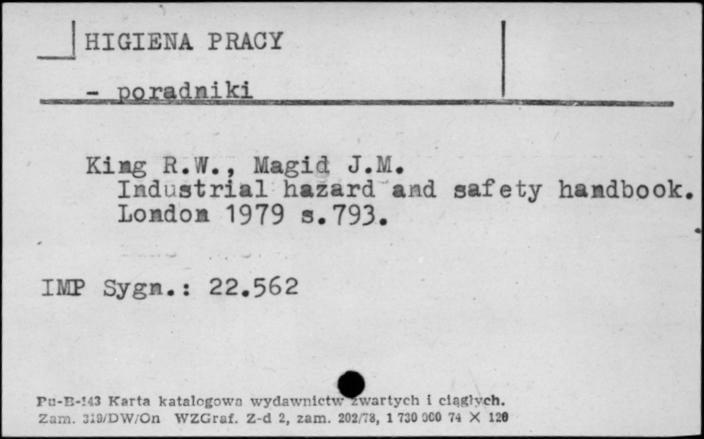 HIGIENA PRACY
- poradniki
King R.W., Magid J.M.
Industrial hazard and safety handbook.
London 1979 s.793.
IMP Sygn.: 22.562
Pu-B-143 Karta katalogowa wydawnictw zwartych i ciągłych.
Zam. 319/DW/On WZGraf. Z-d 2, zam. 202/78, 1 730 000 74 X 120